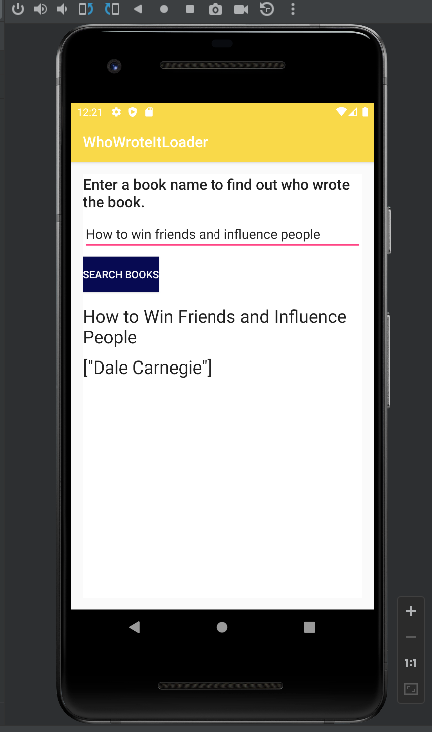 1:1
12:21
WhoWroteItLoader
Enter a book name to find out who wrote
the book.
How to win friends and influence people
SEARCH BOOKS
How to Win Friends and Influence
People
["Dale Carnegie"]